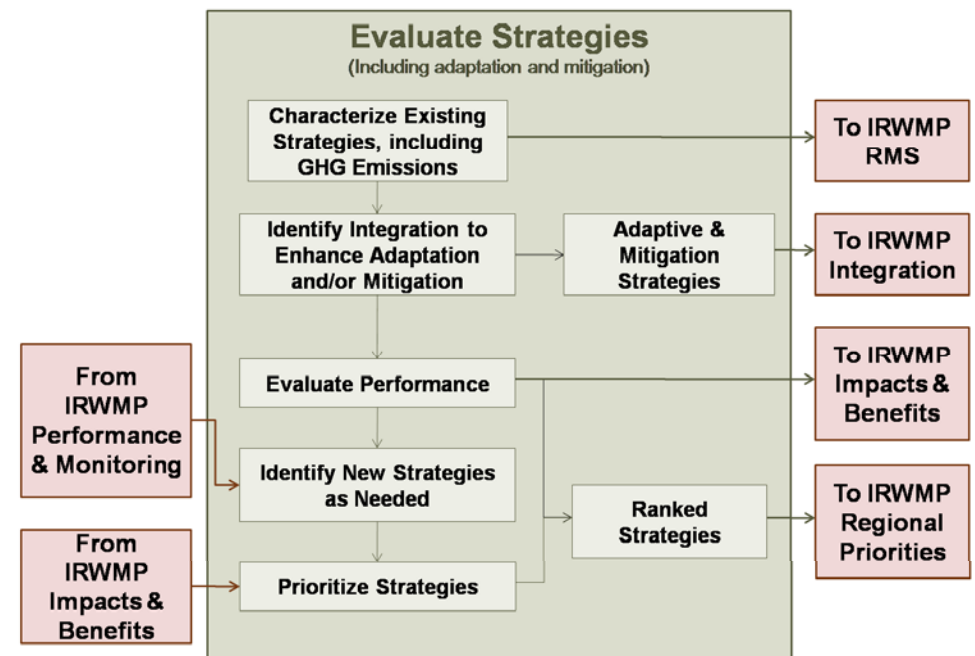 Evaluate Strategies
(Including adaptation and mitigation)
Characterize Existing
Strategies, including
GHG Emissions
To IRWMP
RMS
Identify Integration to
Enhance Adaptation
and/or Mitigation
Adaptive &
Mitigation
Strategies
To IRWMP
Integration
From
IRWMP
Performance
& Monitoring
Evaluate Performance
To IRWMP
Impacts &
Benefits
Identify New Strategies
as Needed
Ranked
Strategies
To IRWMP
Regional
Priorities
From
IRWMP
Impacts &
Benefits
Prioritize Strategies